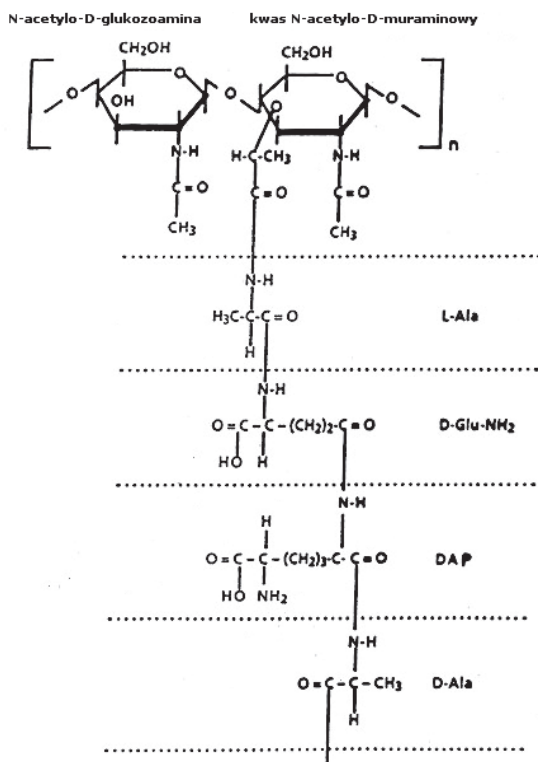 N-acetylo-D-glukozoamina kwas N-acetylo-D-muraminowy
CH₂OH CH₂OH
O O O O O
OH O
N-H H-C-CH₃ N-H n
C=O C=O C=O
CH₃ CH₃
N-H
H₃C-C-C=O L-Ala
H
N-H
O=C-C-(CH₂)₂-C=O D-Glu-NH₂
HO H
N-H
H
O=C-C-(CH₂)₃-C-C=O DAP
HO NH₂
N-H
O=C-C-CH₃ D-Ala
H